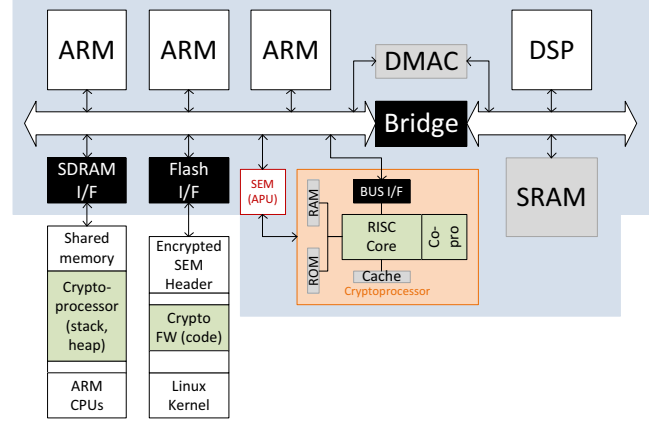 ARM
ARM
ARM
DMAC
DSP
Bridge
SDRAM
I/F
Flash
I/F
SEM
(APU)
BUS I/F
SRAM
RAM
RISC
Core
Co-
pro
ROM
Cache
Cryptoprocessor
Shared
memory
Crypto-
processor
(stack,
heap)
ARM
CPUs
Encrypted
SEM
Header
Crypto
FW (code)
Linux
Kernel